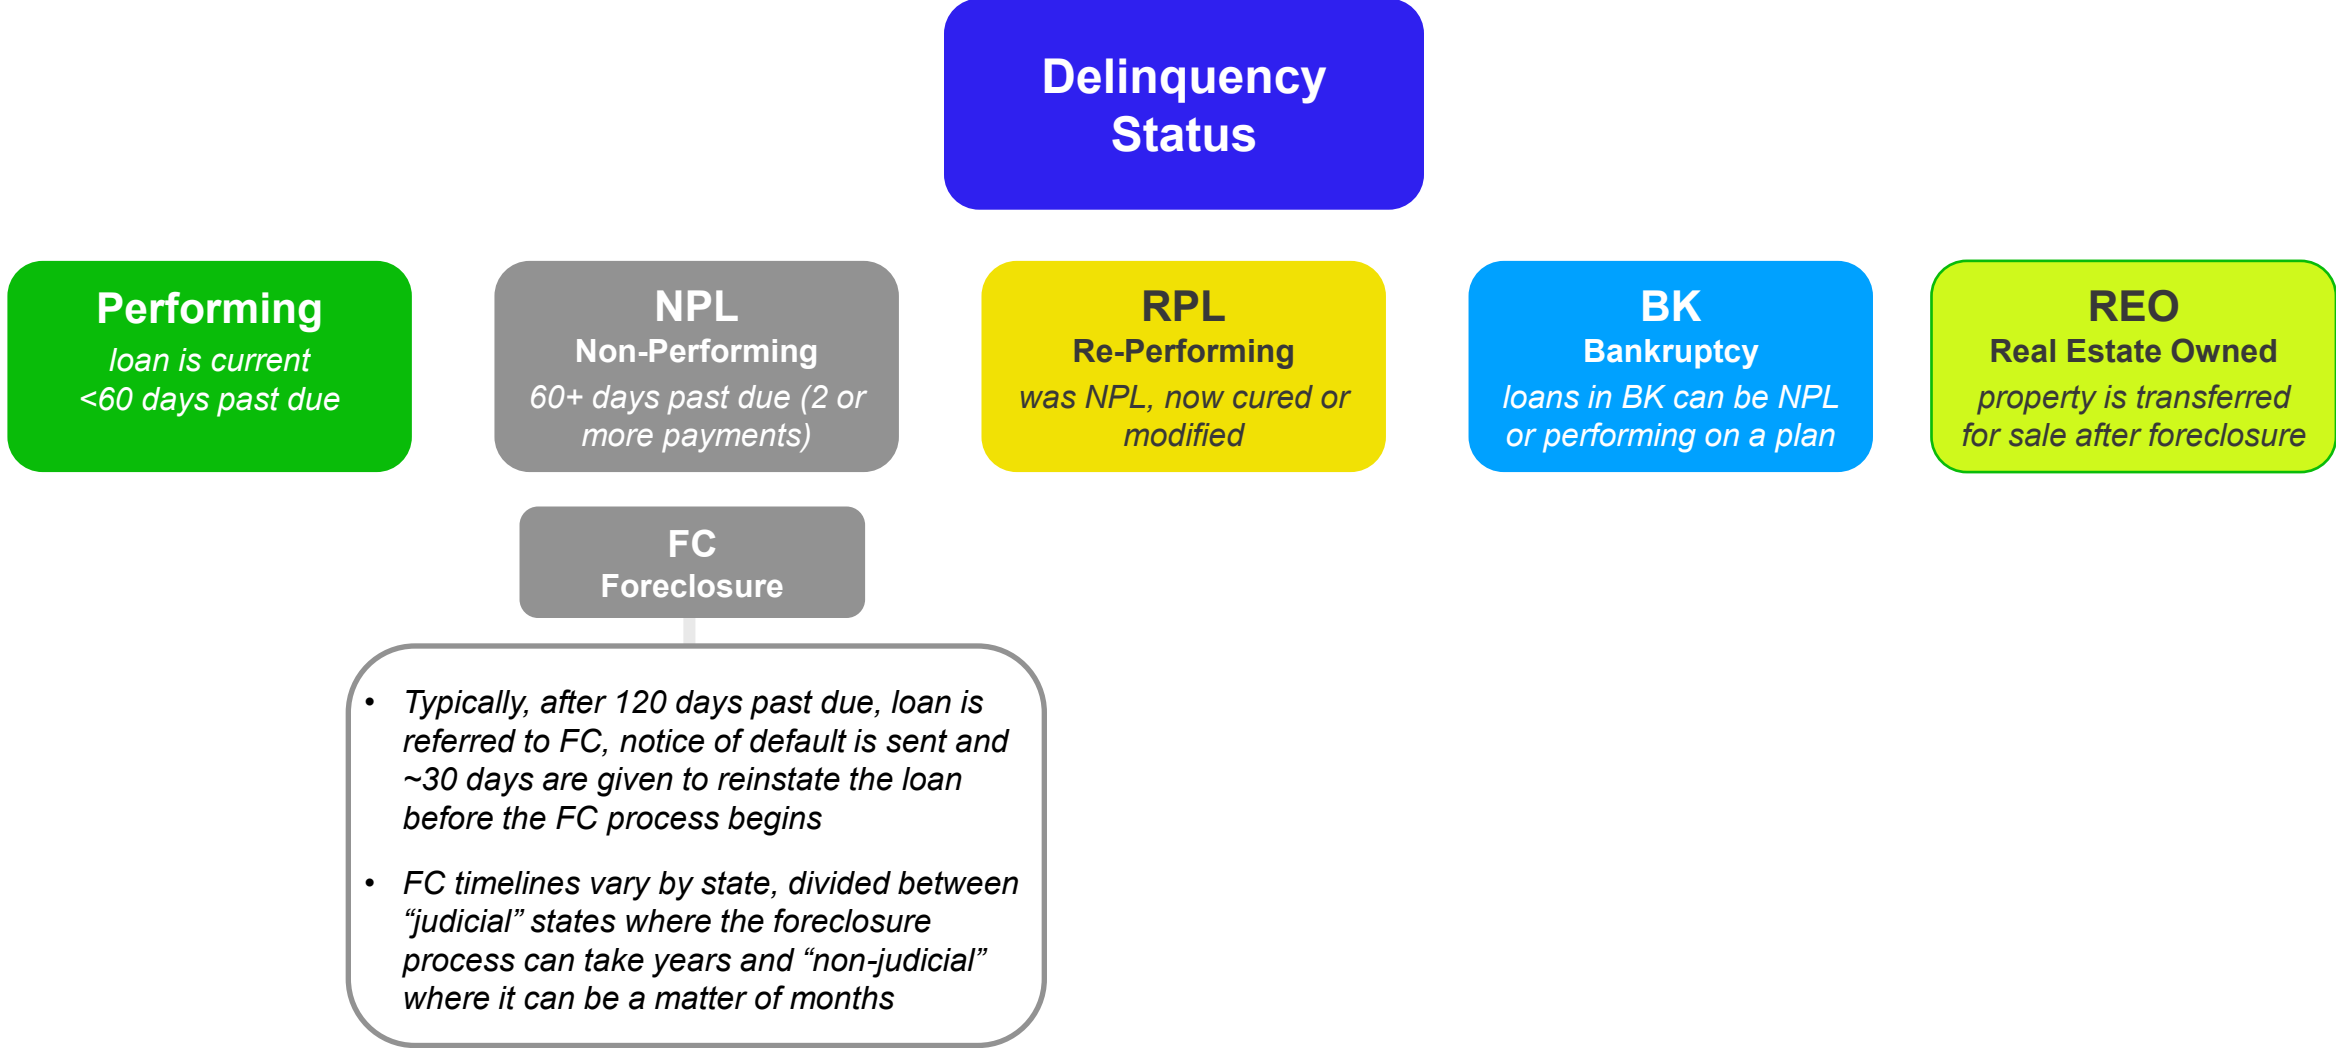 Delinquency
Status
Performing
loan is current
<60 days past due
NPL
Non-Performing
60+ days past due (2 or
more payments)
RPL
Re-Performing
was NPL, now cured or
modified
BK
Bankruptcy
loans in BK can be NPL
or performing on a plan
REO
Real Estate Owned
property is transferred
for sale after foreclosure
FC
Foreclosure
• Typically, after 120 days past due, loan is
referred to FC, notice of default is sent and
~30 days are given to reinstate the loan
before the FC process begins
• FC timelines vary by state, divided between
“judicial” states where the foreclosure
process can take years and “non-judicial”
where it can be a matter of months